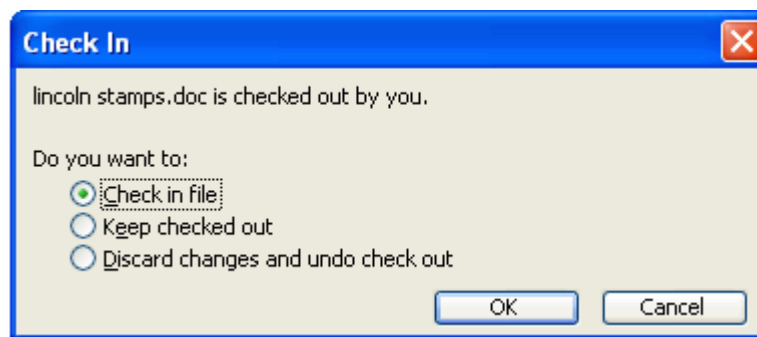 Check In
lincoln stamps.doc is checked out by you.
Do you want to:
Check in file
Keep checked out
Discard changes and undo check out
OK Cancel